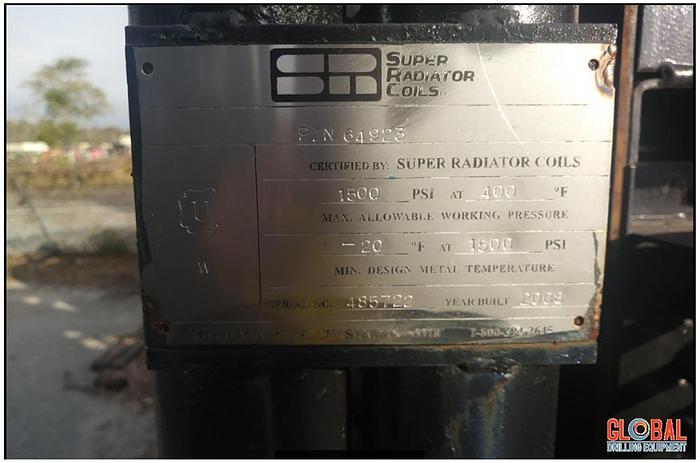 SUPER
RADIATOR
COILS
P/N 64923
CERTIFIED BY: SUPER RADIATOR COILS
1500 PSI AT 400 °F
MAX. ALLOWABLE WORKING PRESSURE
U
-20 °F AT 1500 PSI
W
MIN. DESIGN METAL TEMPERATURE
SERIAL NO. 485722 YEAR BUILT 2008
GLOBAL
DRILLING EQUIPMENT